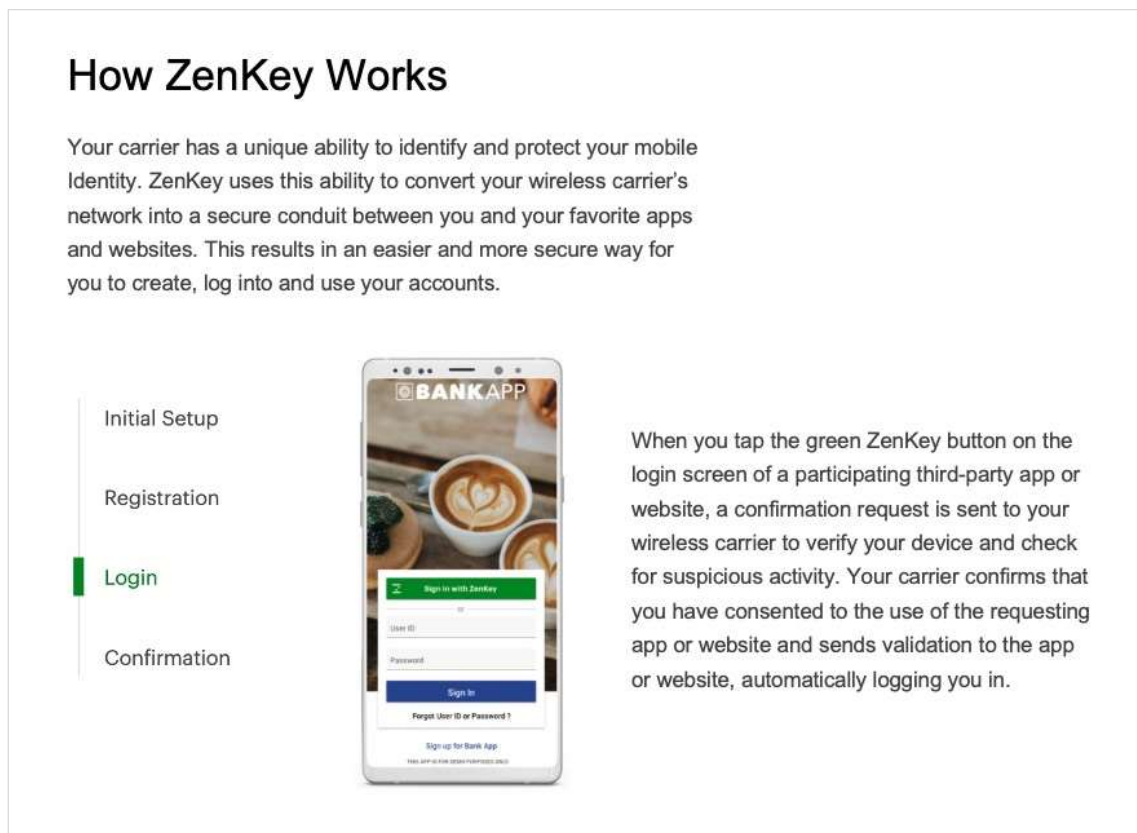 How ZenKey Works
Your carrier has a unique ability to identify and protect your mobile
Identity. ZenKey uses this ability to convert your wireless carrier's
network into a secure conduit between you and your favorite apps
and websites. This results in an easier and more secure way for
you to create, log into and use your accounts.
Initial Setup
Registration
Login
Confirmation
BANKAPP
Sign in with ZenKey
or
User ID
Password
Sign In
Forgot User ID or Password ?
Sign up for Bank App
THIS APP IS FOR DEMO PURPOSES ONLY
When you tap the green ZenKey button on the
login screen of a participating third-party app or
website, a confirmation request is sent to your
wireless carrier to verify your device and check
for suspicious activity. Your carrier confirms that
you have consented to the use of the requesting
app or website and sends validation to the app
or website, automatically logging you in.